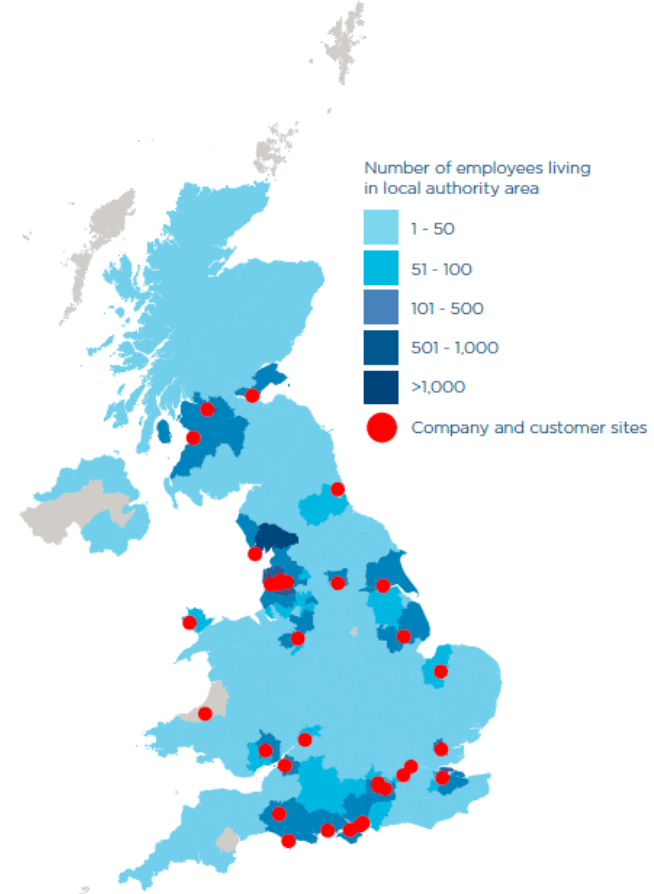 Number of employees living
in local authority area
1 - 50
51 - 100
101 - 500
501 - 1,000
>1,000
Company and customer sites